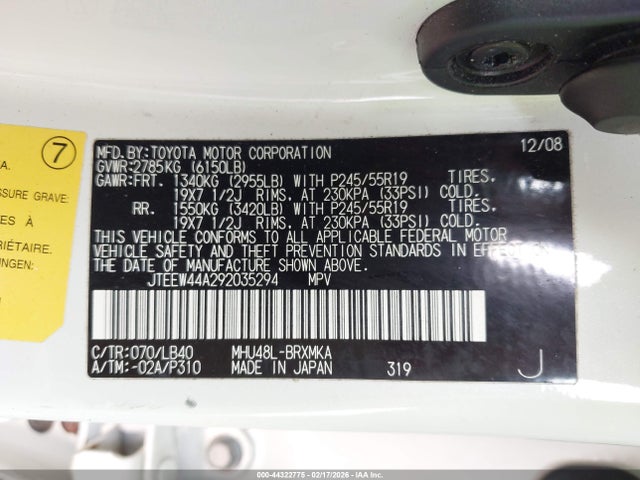 7
A.
SSURE GRAVE
ES À
RIÉTAIRE.
UNGEN:
MFD.BY:TOYOTA MOTOR CORPORATION 12/08
GVWR:2785KG (6150LB)
GAWR:FRT. 1340KG (2955LB) WITH P245/55R19 TIRES,
19X7 1/2J RIMS, AT 230KPA (33PSI) COLD.
RR. 1550KG (3420LB) WITH P245/55R19 TIRES,
19X7 1/2J RIMS, AT 230KPA (33PSI) COLD.
THIS VEHICLE CONFORMS TO ALL APPLICABLE FEDERAL MOTOR
VEHICLE SAFETY AND THEFT PREVENTION STANDARDS IN EFFECT ON
THE DATE OF MANUFACTURE SHOWN ABOVE.
JTEEW44A292035294 MPV
C/TR:070/LB40 MHU48L-BRXMKA
A/TM:-02A/P310 MADE IN JAPAN 319 J
000-44322775 - 02/17/2026 - COPART, INC.